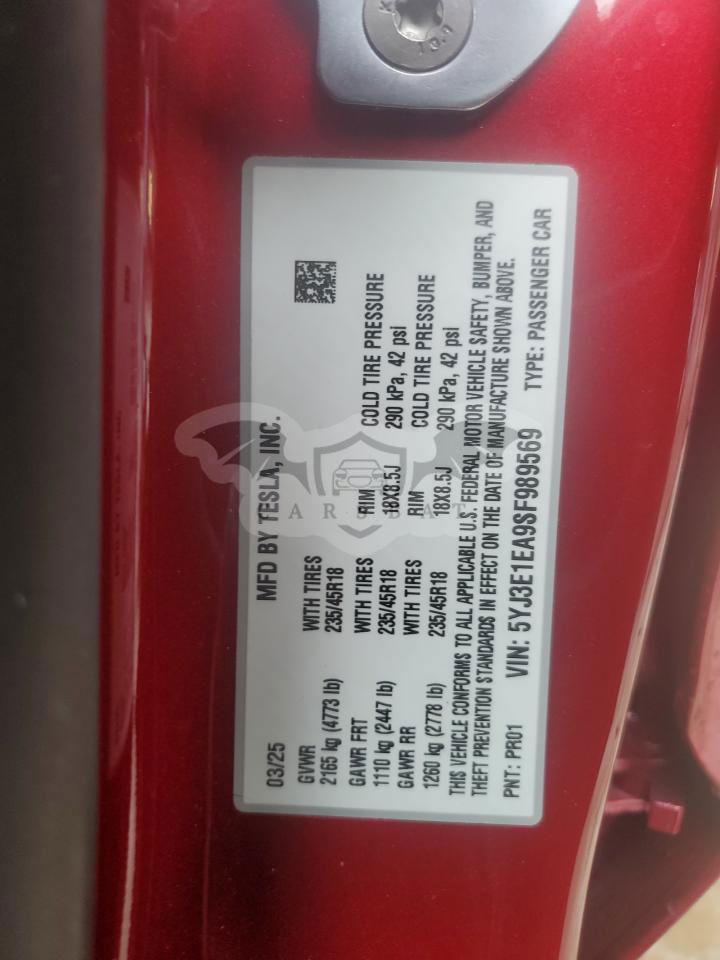 03/25 MFD BY TESLA, INC.
GVWR WITH TIRES
2165 kg (4773 lb) 235/45R18
GAWR FRT WITH TIRES RIM COLD TIRE PRESSURE
1110 kg (2447 lb) 235/45R18 18X8.5J 290 kPa, 42 psi
GAWR RR WITH TIRES RIM COLD TIRE PRESSURE
1260 kg (2778 lb) 235/45R18 18X8.5J 290 kPa, 42 psi
THIS VEHICLE CONFORMS TO ALL APPLICABLE U.S. FEDERAL MOTOR VEHICLE SAFETY, BUMPER, AND
THEFT PREVENTION STANDARDS IN EFFECT ON THE DATE OF MANUFACTURE SHOWN ABOVE.
PNT: PR01 VIN: 5YJ3E1EA9SF989569 TYPE: PASSENGER CAR
10.9